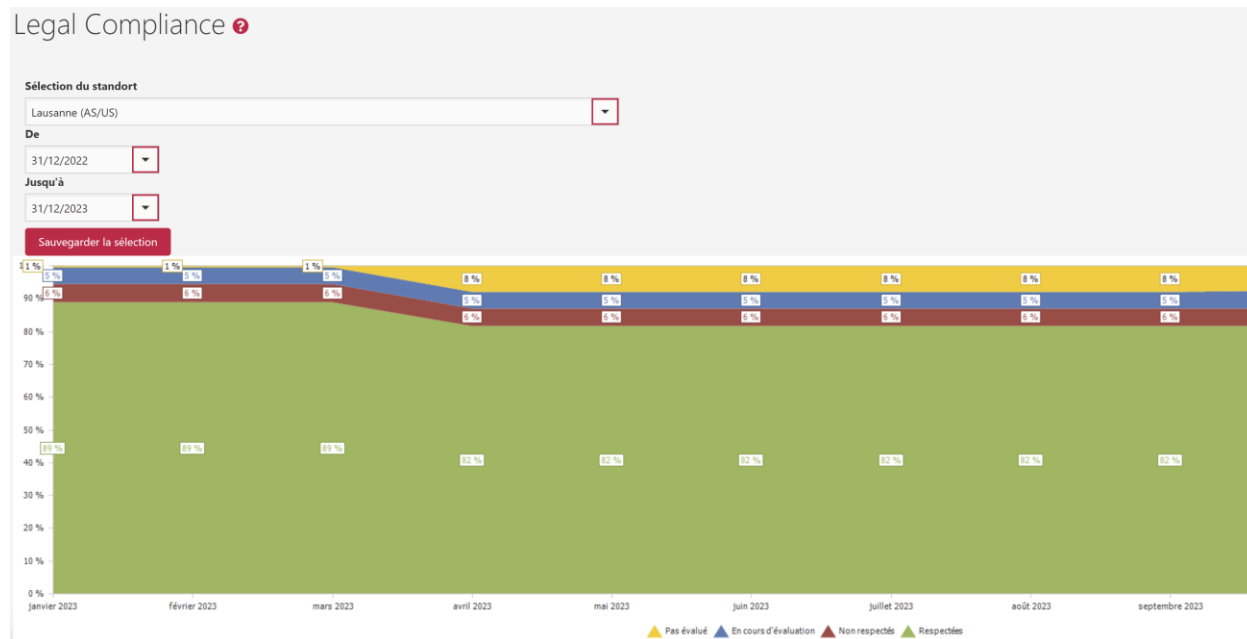 Legal Compliance ?
Sélection du standort
Lausanne (AS/US)
De
31/12/2022
Jusqu'à
31/12/2023
Sauvegarder la sélection
1 % 1 % 1 %
5 % 5 % 5 % 8 % 8 % 8 % 8 % 8 % 8 %
90 % 6 % 6 % 6 % 5 % 5 % 5 % 5 % 5 % 5 %
6 % 6 % 6 % 6 % 6 % 6 %
80 %
70 %
60 %
50 %
89 % 89 % 89 %
40 % 82 % 82 % 82 % 82 % 82 % 82 %
30 %
20 %
10 %
0 %
janvier 2023 février 2023 mars 2023 avril 2023 mai 2023 juin 2023 juillet 2023 août 2023 septembre 2023
Pas évalué En cours d'évaluation Non respectés Respectées